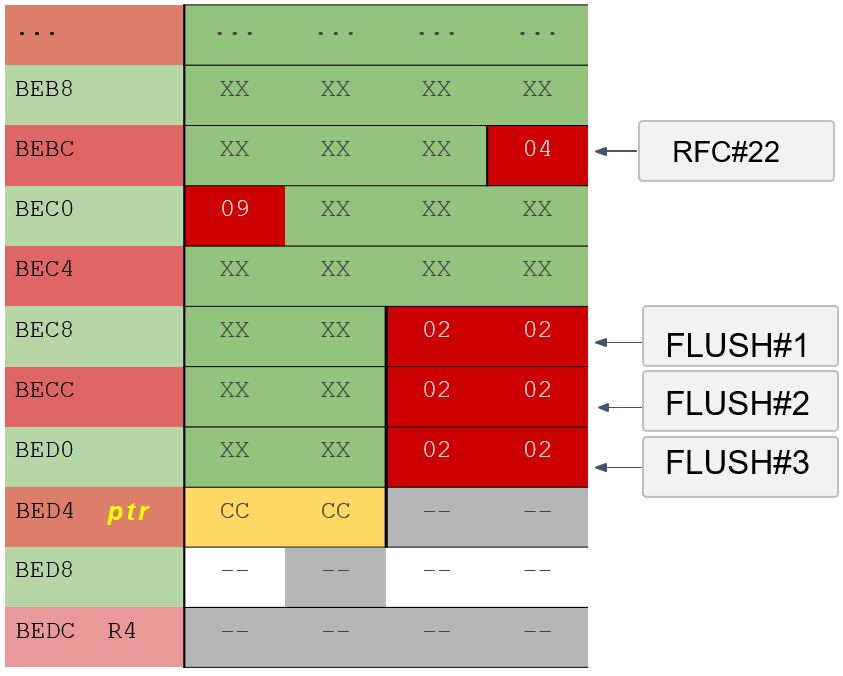 ... ... ... ... ...
BEB8 XX XX XX XX
BEBC XX XX XX 04 RFC#22
BEC0 09 XX XX XX
BEC4 XX XX XX XX
BEC8 XX XX 02 02 FLUSH#1
BECC XX XX 02 02 FLUSH#2
BED0 XX XX 02 02 FLUSH#3
BED4 ptr CC CC -- --
BED8 -- -- -- --
BEDC R4 -- -- -- --